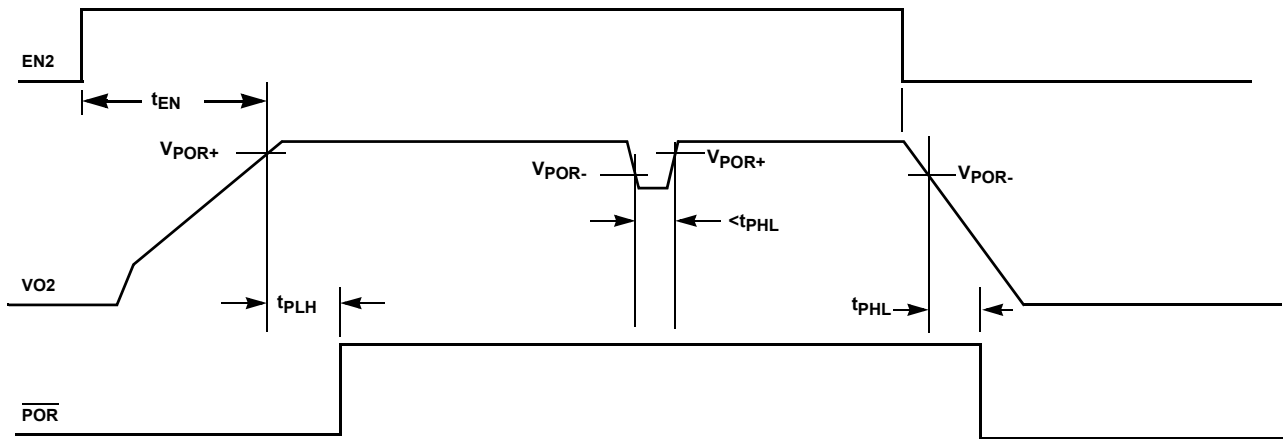 EN2
tEN
VPOR+
VPOR-
VPOR+
VPOR-
<tPHL
VO2
tPLH
tPHL
POR